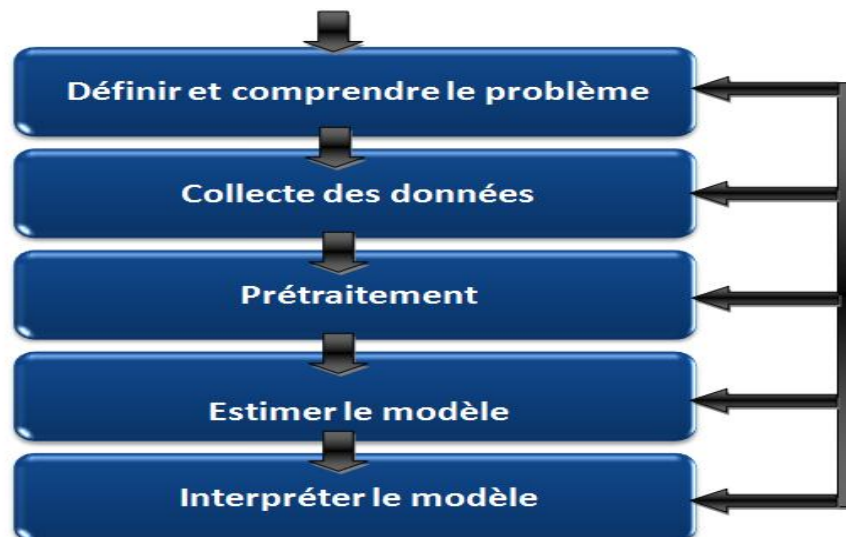 Définir et comprendre le problème
Collecte des données
Prétraitement
Estimer le modèle
Interpréter le modèle